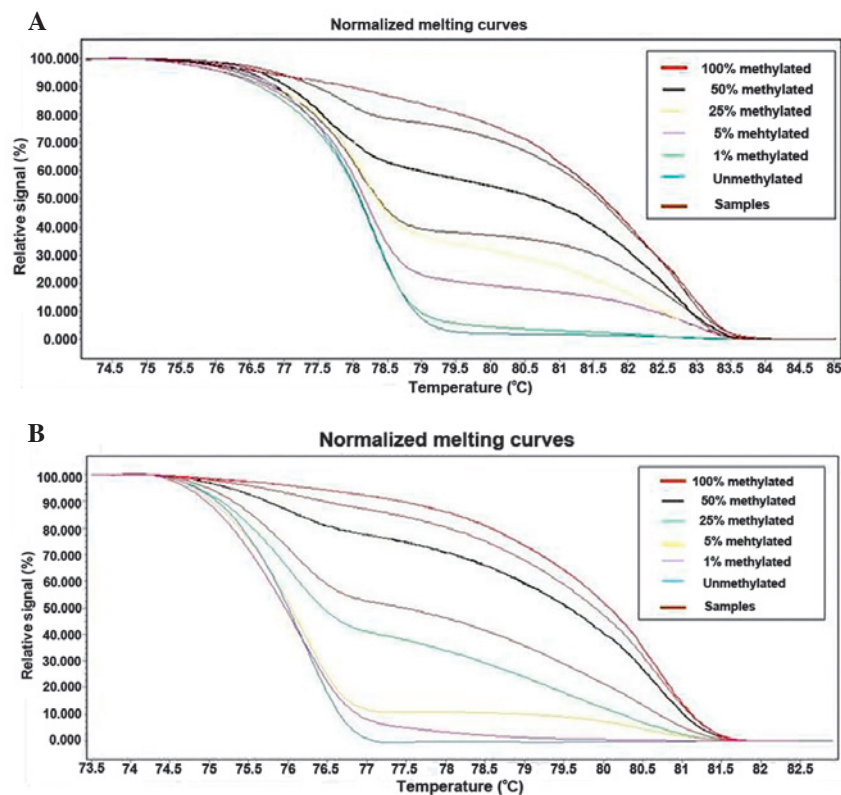 A
Normalized melting curves
100.000
90.000
80.000
70.000
60.000
50.000
40.000
30.000
20.000
10.000
0.000
Relative signal (%)
100% methylated
50% methylated
25% methylated
5% mehtylated
1% methylated
Unmethylated
Samples
74.5 75 75.5 76 76.5 77 77.5 78 78.5 79 79.5 80 80.5 81 81.5 82 82.5 83 83.5 84 84.5 85
Temperature (°C)
B
Normalized melting curves
100.000
90.000
80.000
70.000
60.000
50.000
40.000
30.000
20.000
10.000
0.000
Relative signal (%)
100% methylated
50% methylated
25% methylated
5% mehtylated
1% methylated
Unmethylated
Samples
73.5 74 74.5 75 75.5 76 76.5 77 77.5 78 78.5 79 79.5 80 80.5 81 81.5 82 82.5
Temperature (°C)